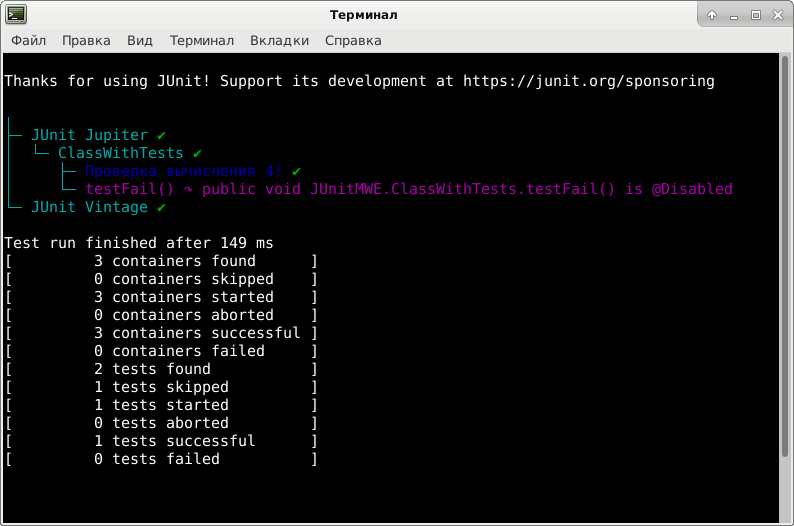 Терминал
Файл Правка Вид Терминал Вкладки Справка
Thanks for using JUnit! Support its development at https://junit.org/sponsoring
├─ JUnit Jupiter ✔
│  └─ ClassWithTests ✔
│     ├─ Проверка вычисления 4! ✔
│     └─ testFail() ↷ public void JUnitMWE.ClassWithTests.testFail() is @Disabled
└─ JUnit Vintage ✔
Test run finished after 149 ms
[         3 containers found      ]
[         0 containers skipped    ]
[         3 containers started    ]
[         0 containers aborted    ]
[         3 containers successful ]
[         0 containers failed     ]
[         2 tests found           ]
[         1 tests skipped         ]
[         1 tests started         ]
[         0 tests aborted         ]
[         1 tests successful      ]
[         0 tests failed          ]